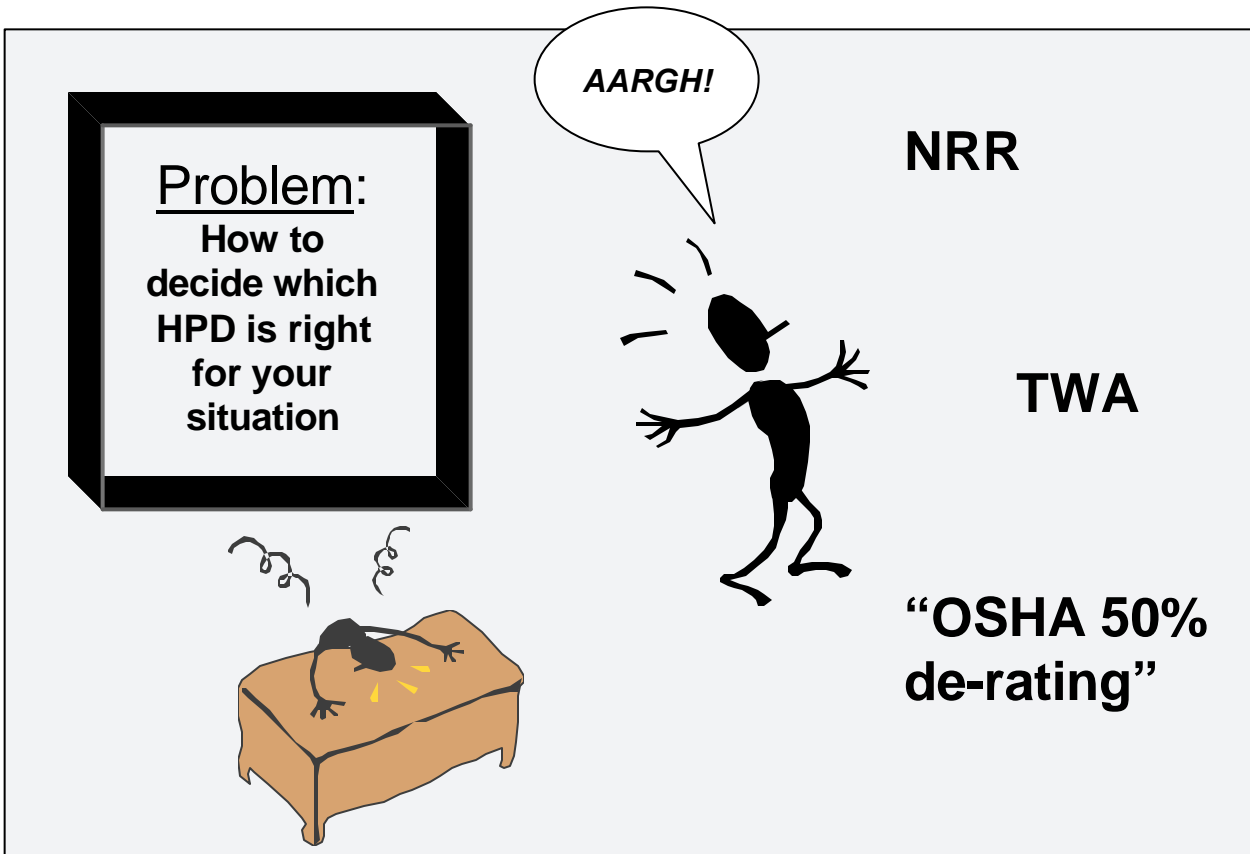 AARGH!
Problem:
How to
decide which
HPD is right
for your
situation
NRR
TWA
“OSHA 50%
de-rating”